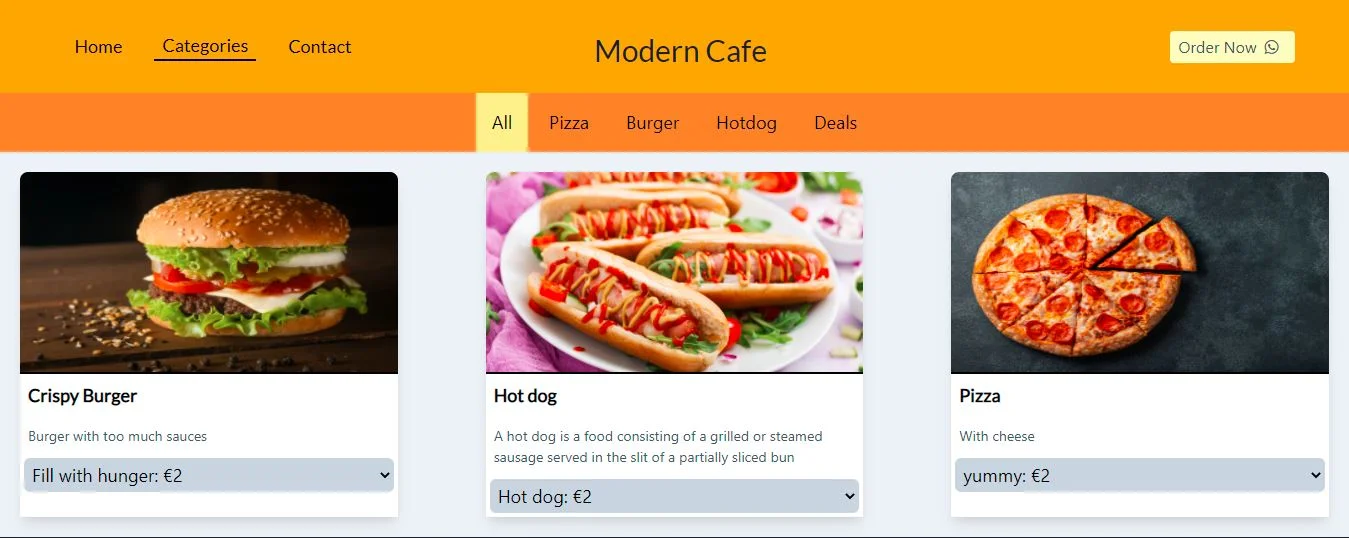 Home Categories Contact
Modern Cafe
Order Now
All Pizza Burger Hotdog Deals
Crispy Burger
Burger with too much sauces
Fill with hunger: €2
Hot dog
A hot dog is a food consisting of a grilled or steamed
sausage served in the slit of a partially sliced bun
Hot dog: €2
Pizza
With cheese
yummy: €2